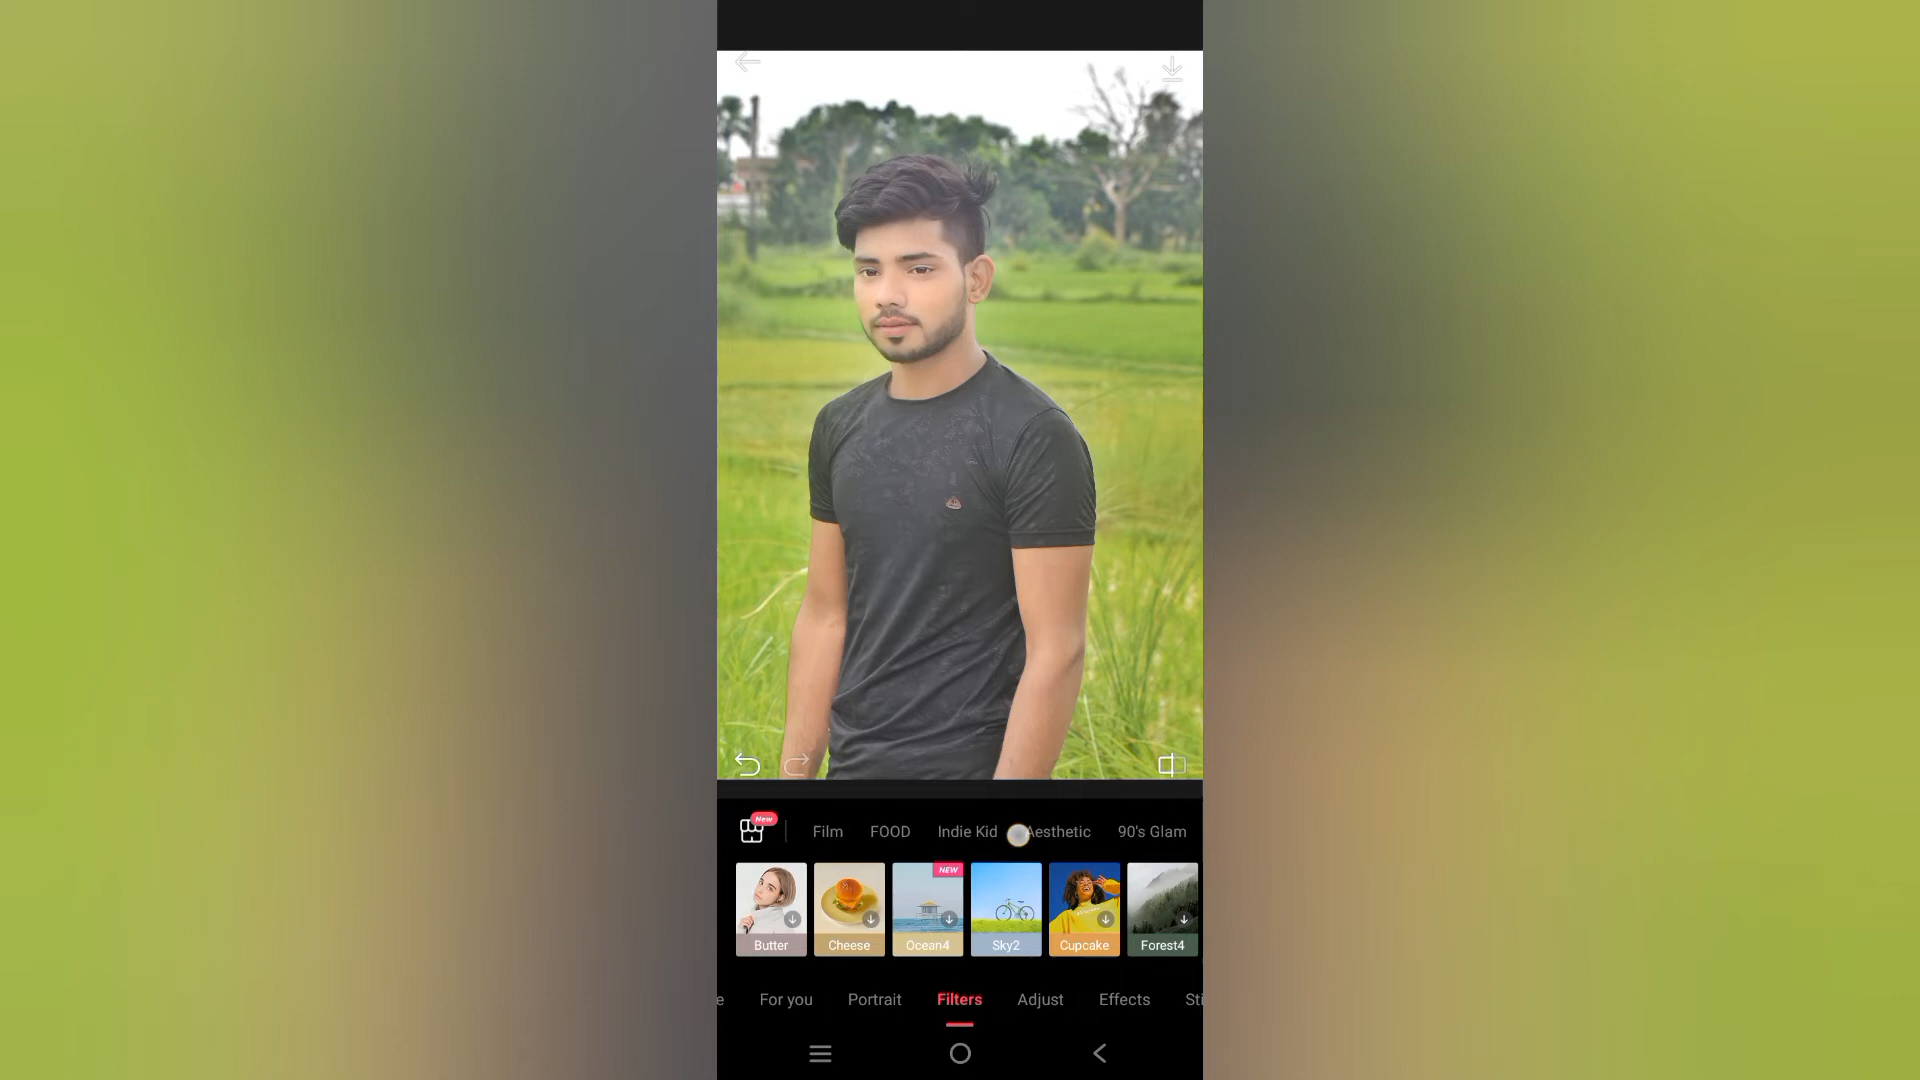 New
Film FOOD Indie Kid Aesthetic 90's Glam
NEW
Butter Cheese Ocean4 Sky2 Cupcake Forest4
e For you Portrait Filters Adjust Effects Sti